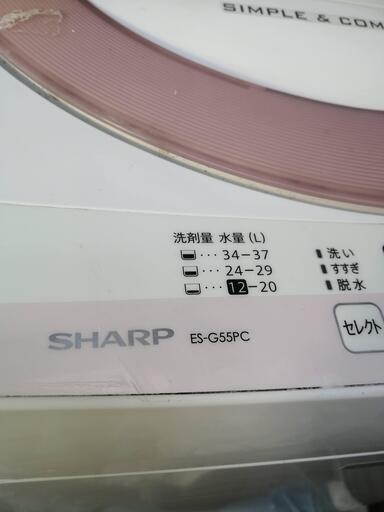 SIMPLE & COM
洗剤量 水量(L)
・・・34-37
・・・24-29
・・・12-20
洗い
すすぎ
脱水
セレクト
SHARP ES-G55PC